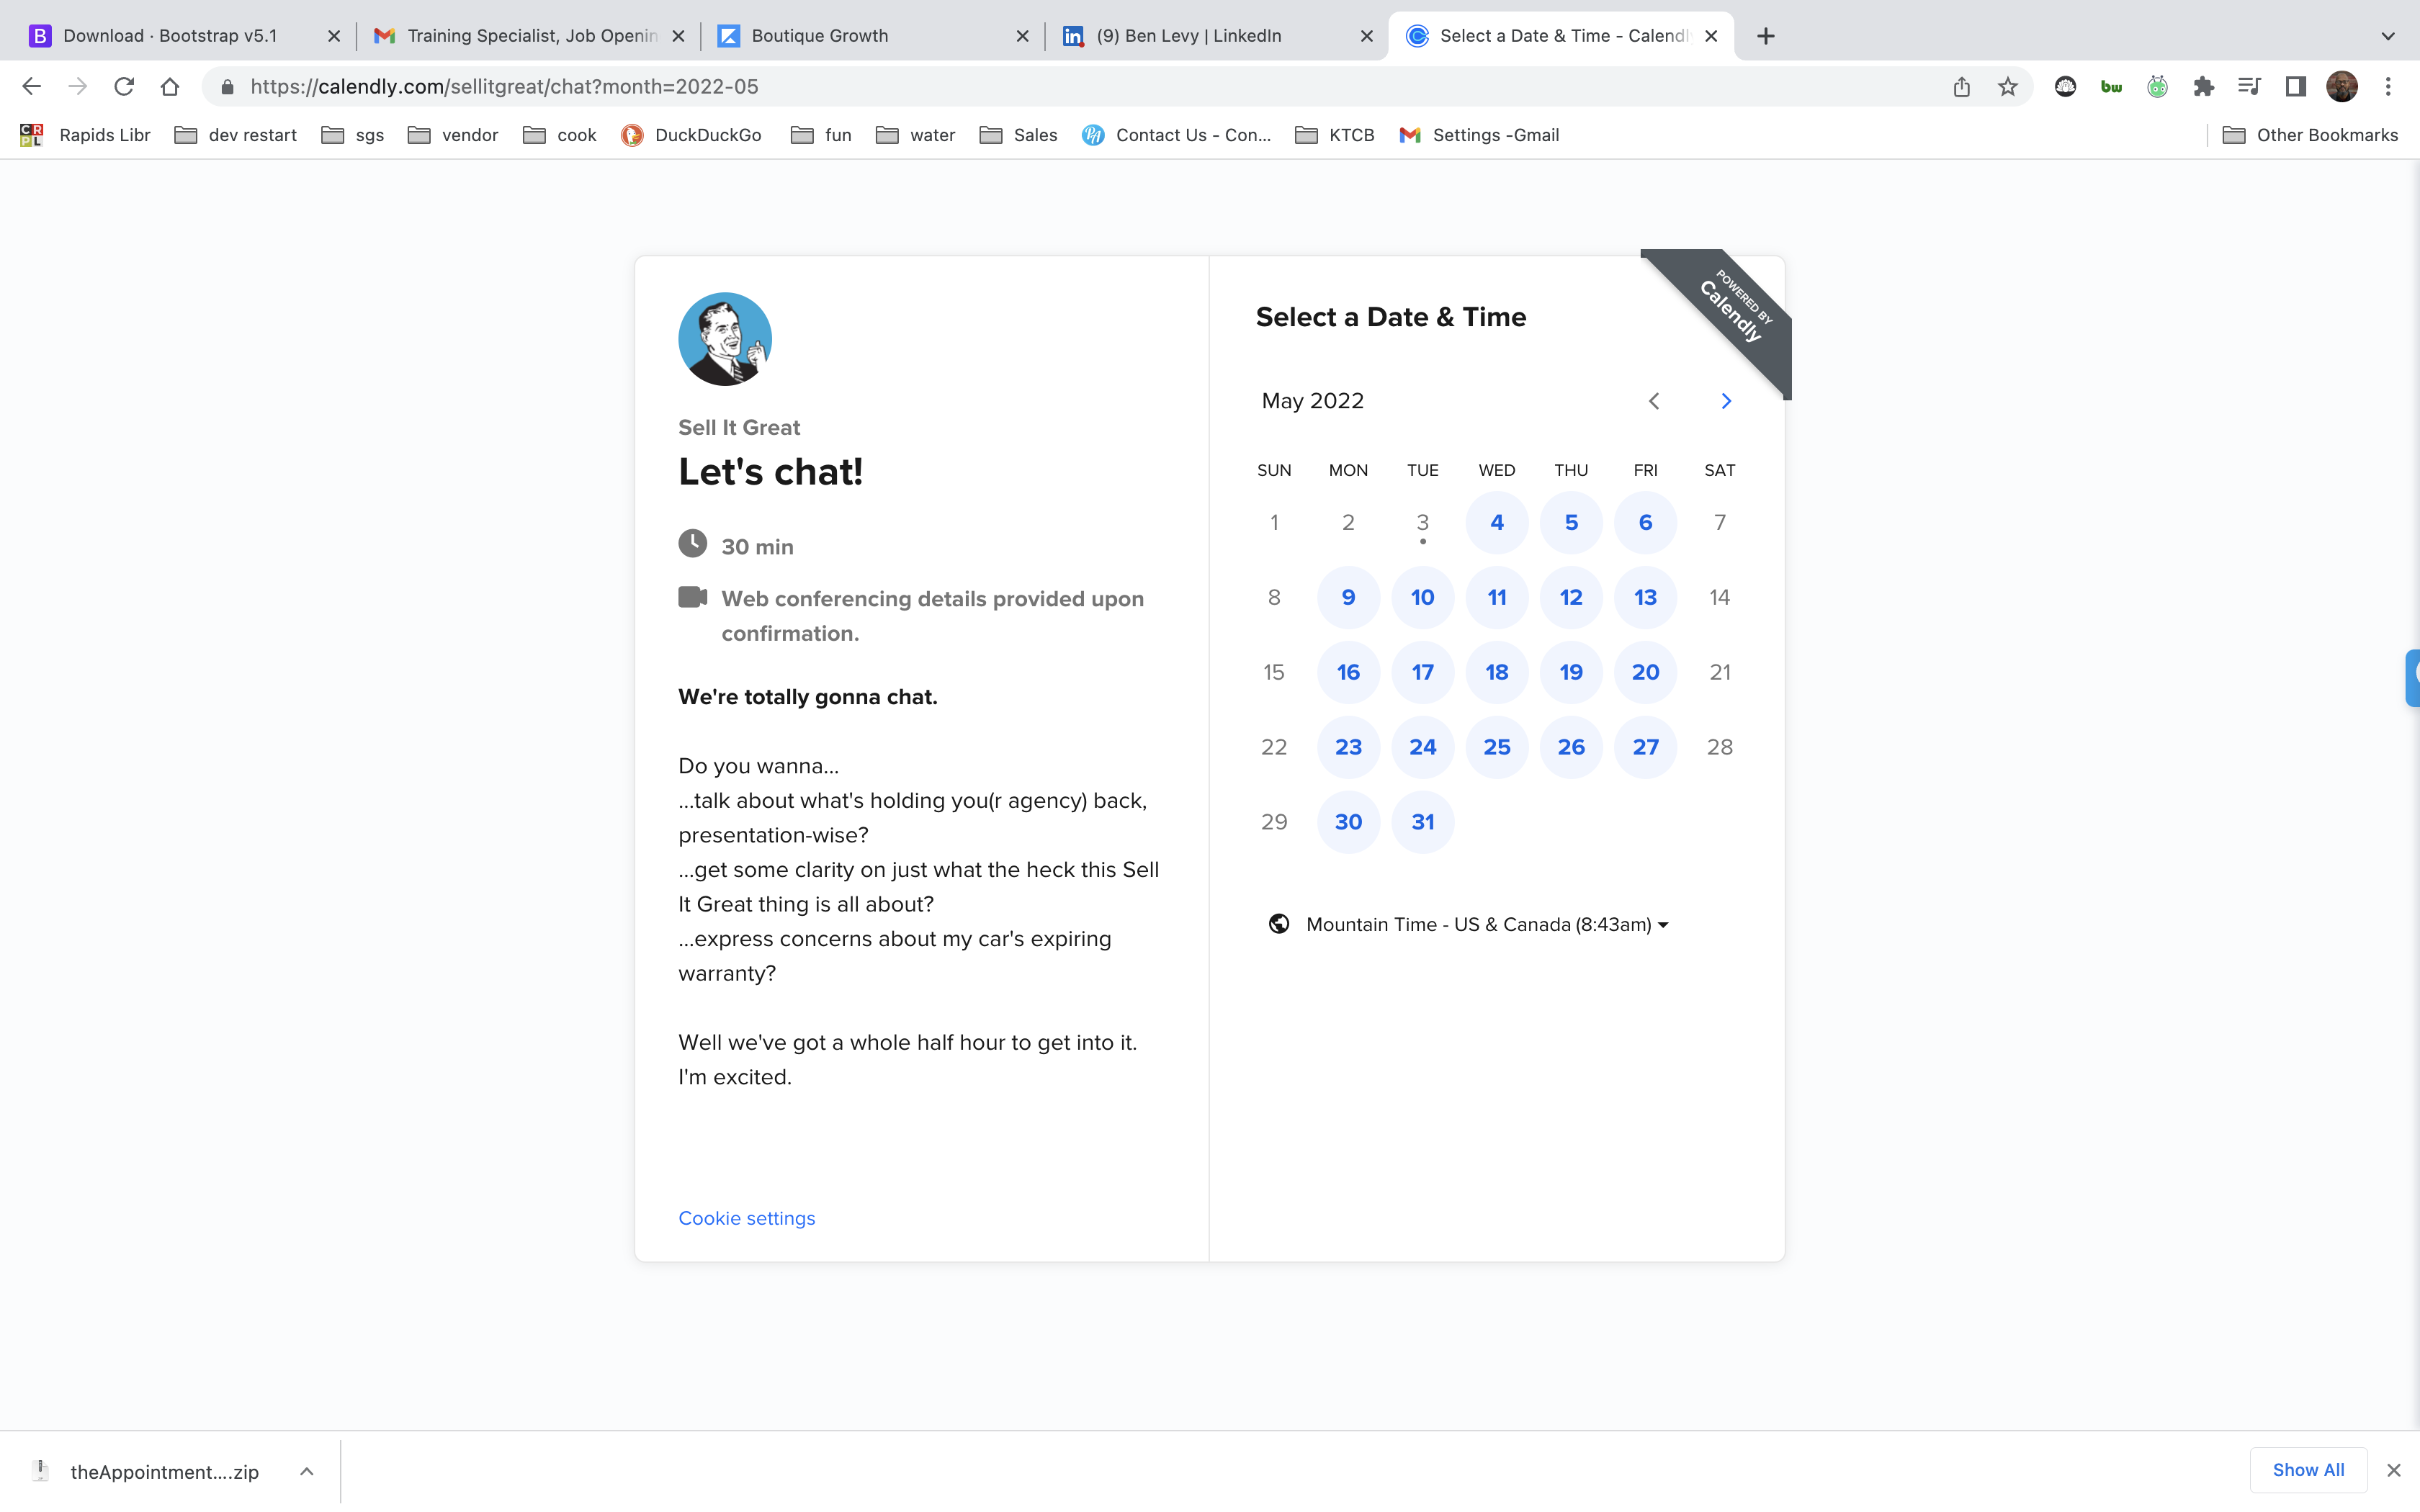 Download · Bootstrap v5.1
Training Specialist, Job Openin
Boutique Growth
(9) Ben Levy | LinkedIn
Select a Date & Time - Calendl
https://calendly.com/sellitgreat/chat?month=2022-05
bw
Rapids Libr
dev restart
sgs
vendor
cook
DuckDuckGo
fun
water
Sales
Contact Us - Con...
KTCB
Settings -Gmail
Other Bookmarks
Sell It Great
Let's chat!
30 min
Web conferencing details provided upon
confirmation.
We're totally gonna chat.
Do you wanna...
...talk about what's holding you(r agency) back,
presentation-wise?
...get some clarity on just what the heck this Sell
It Great thing is all about?
...express concerns about my car's expiring
warranty?
Well we've got a whole half hour to get into it.
I'm excited.
Cookie settings
POWERED BY
Calendly
Select a Date & Time
May 2022
SUN MON TUE WED THU FRI SAT
1 2 3 4 5 6 7
8 9 10 11 12 13 14
15 16 17 18 19 20 21
22 23 24 25 26 27 28
29 30 31
Mountain Time - US & Canada (8:43am)
theAppointment....zip
Show All